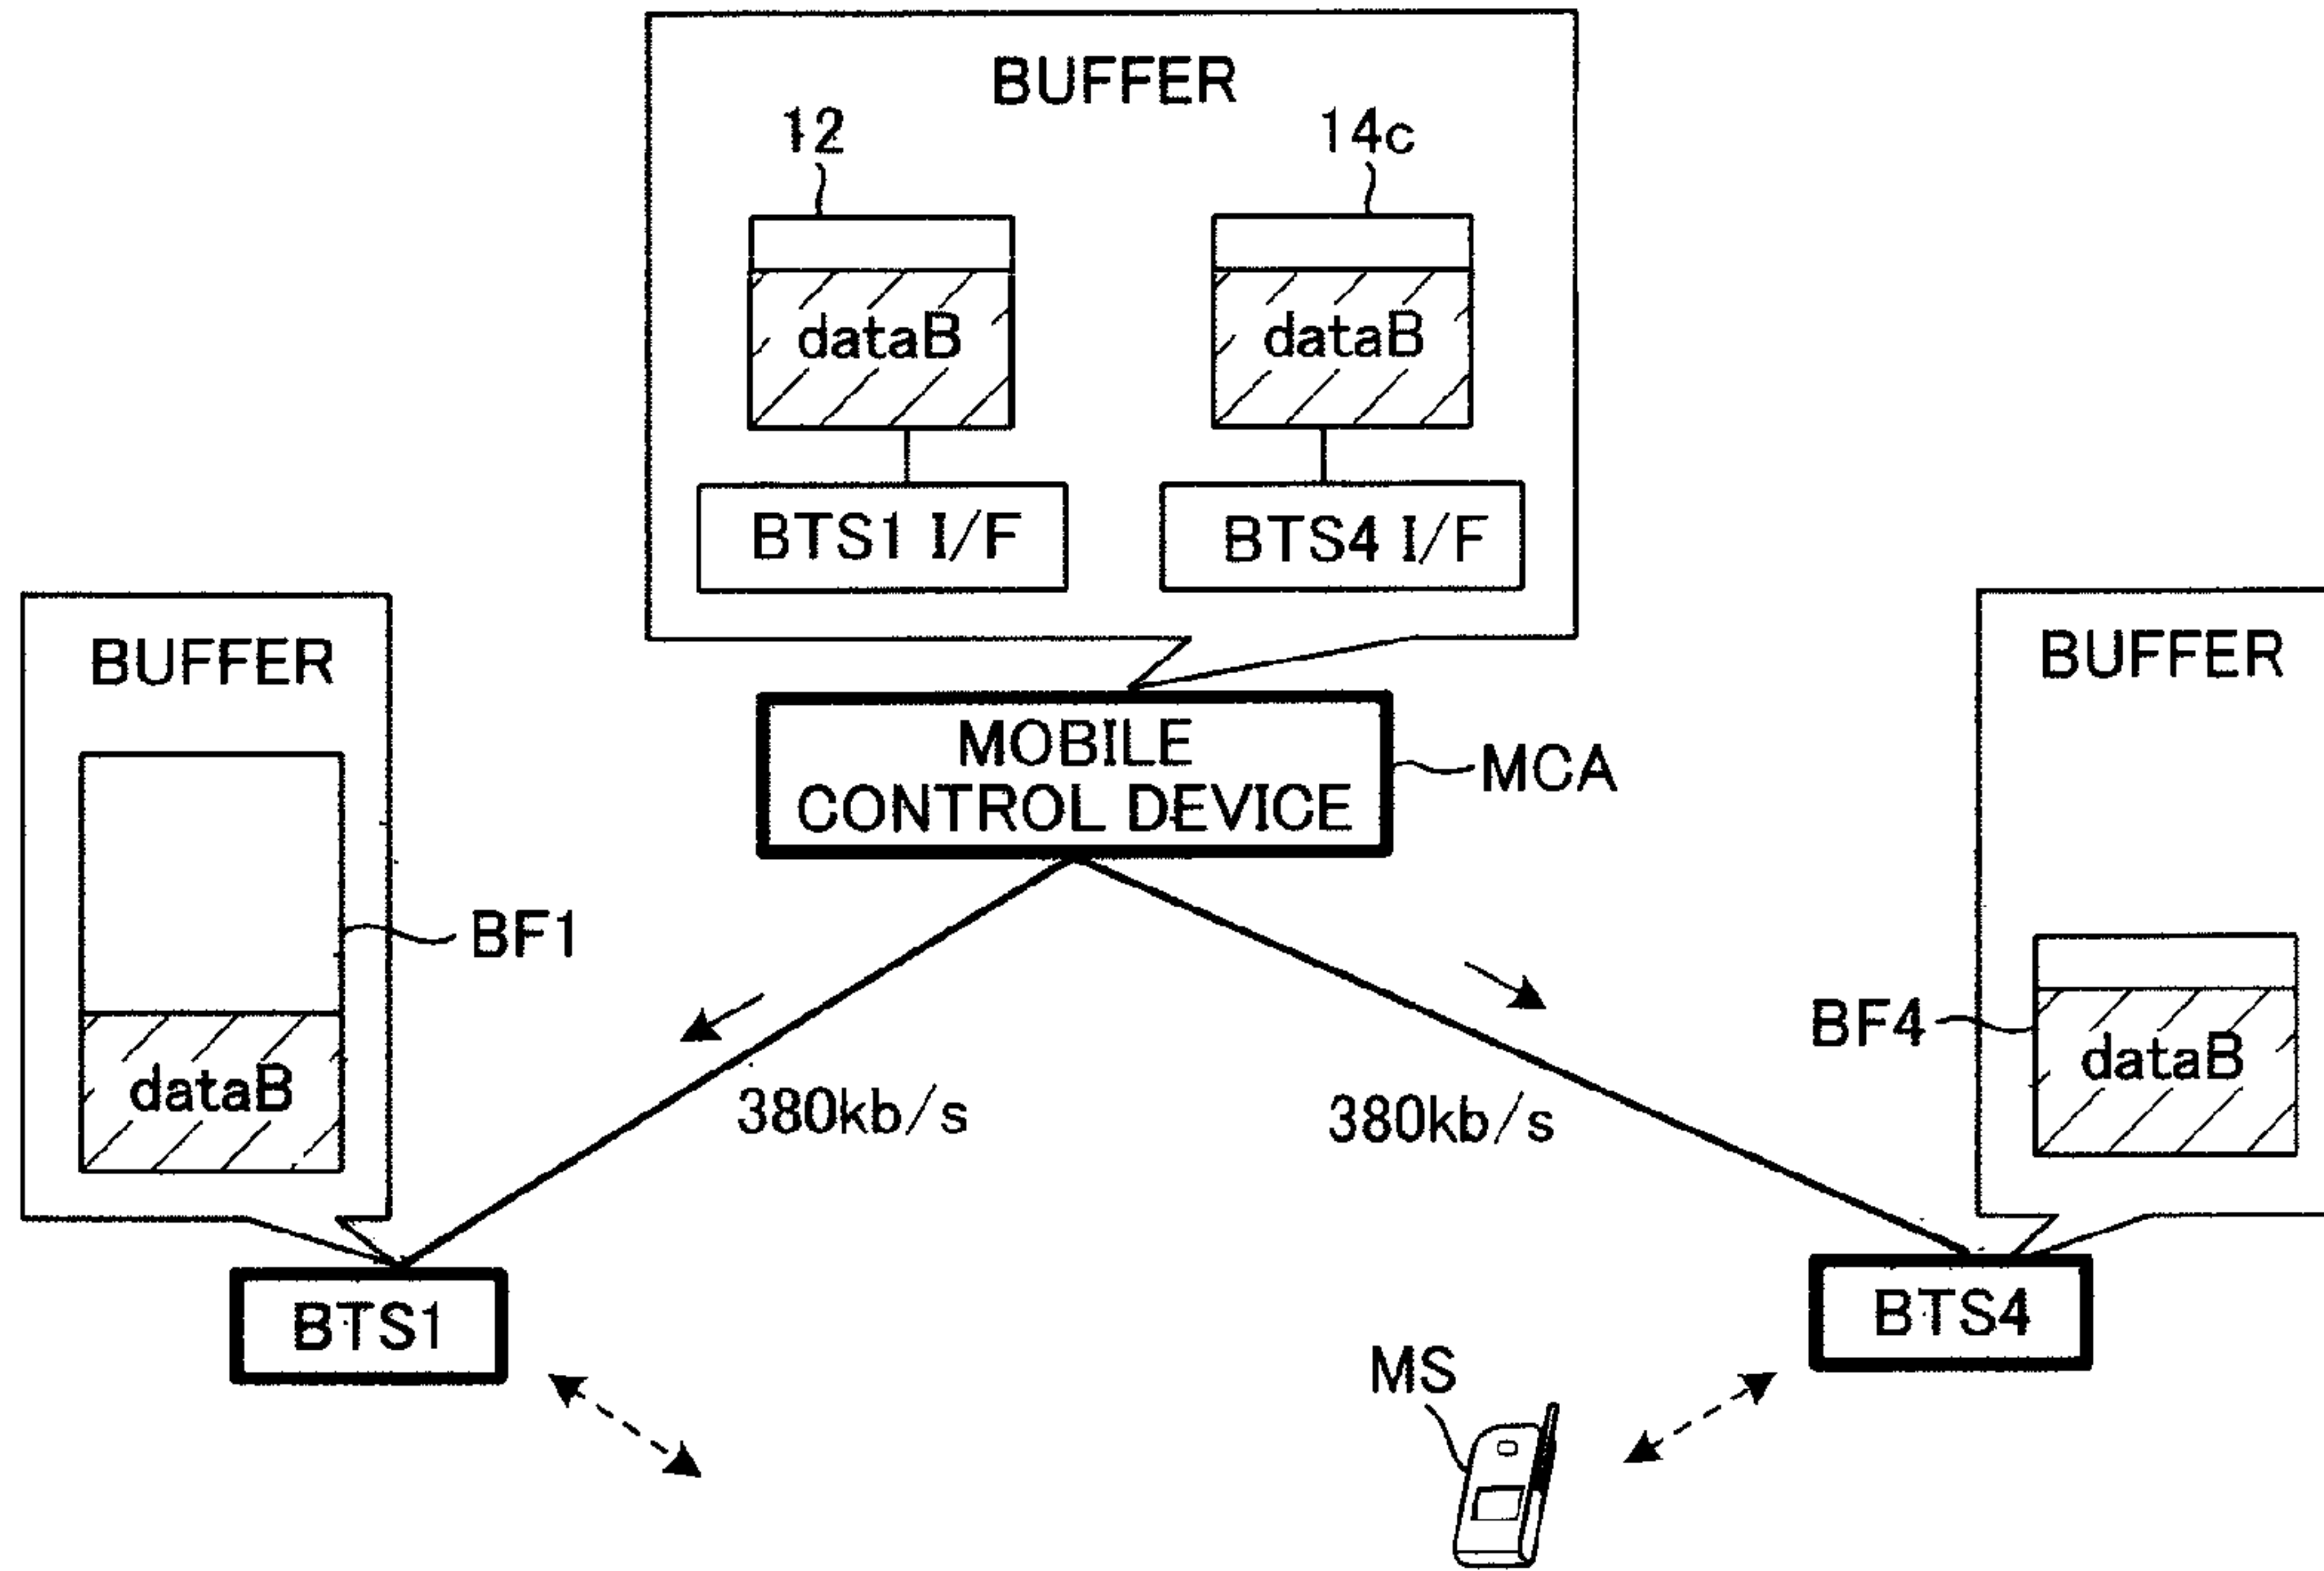 BUFFER
12
14c
dataB
dataB
BTS1 I/F
BTS4 I/F
BUFFER
BUFFER
MOBILE
CONTROL DEVICE
MCA
BF1
BF4
dataB
dataB
380kb/s
380kb/s
BTS1
BTS4
MS